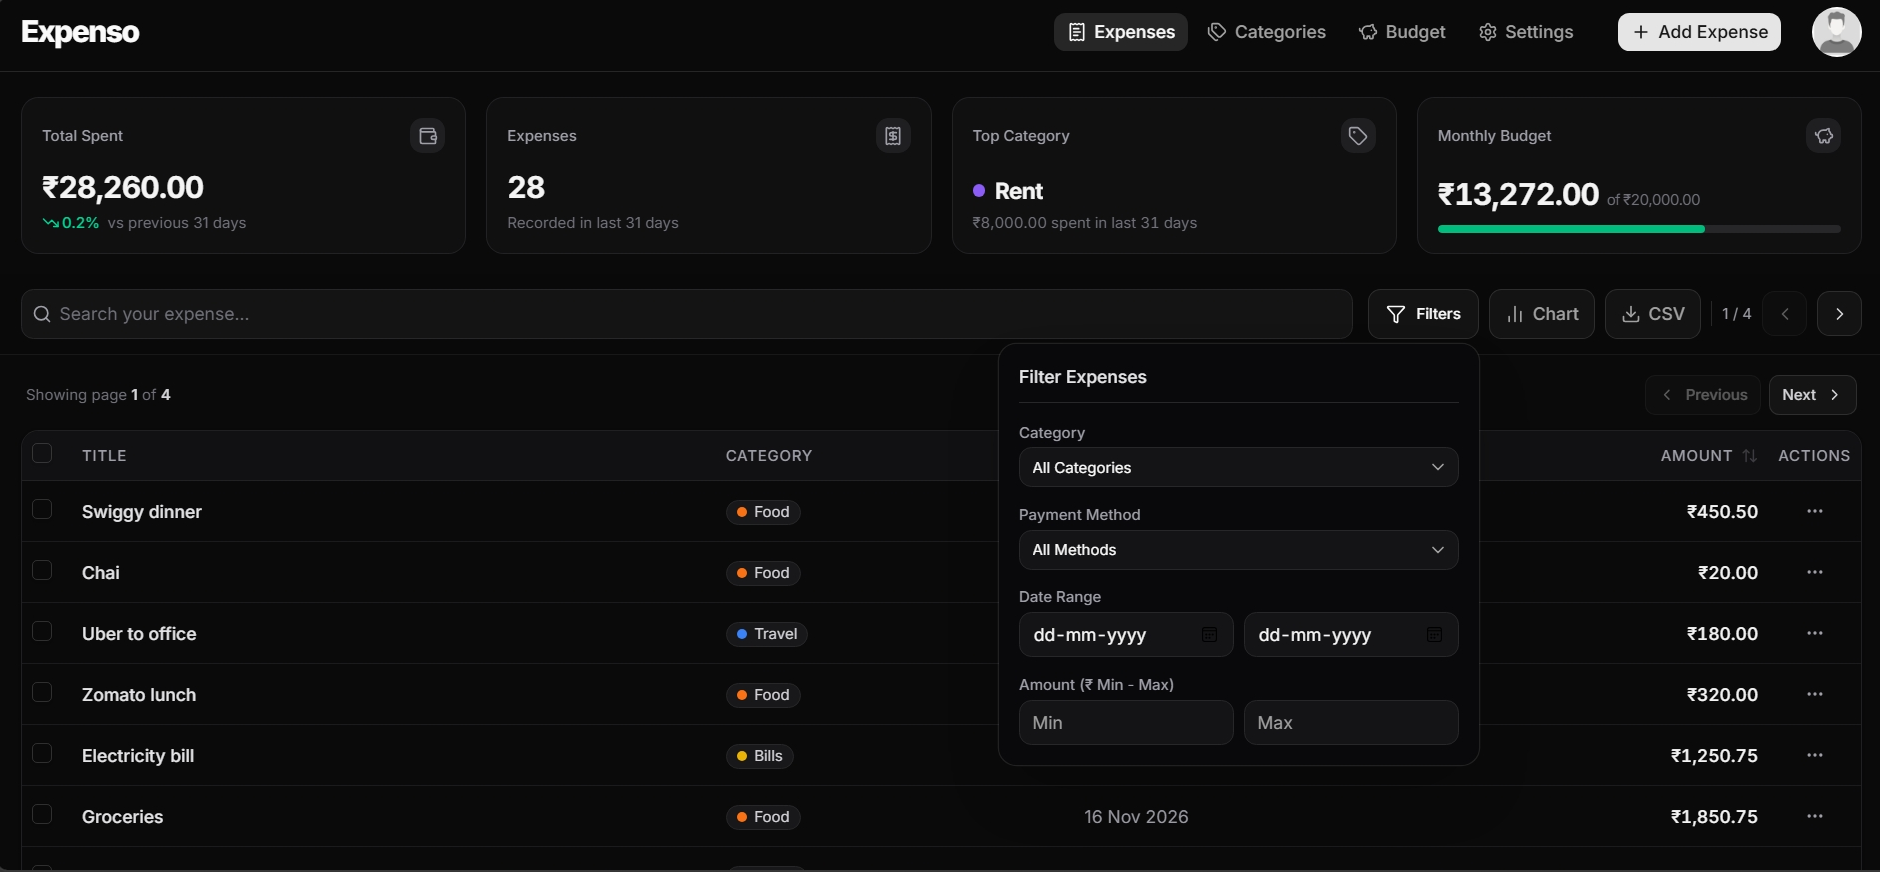 Expenso
Expenses
Categories
Budget
Settings
+ Add Expense
Total Spent
₹28,260.00
0.2% vs previous 31 days
Expenses
28
Recorded in last 31 days
Top Category
Rent
₹8,000.00 spent in last 31 days
Monthly Budget
₹13,272.00 of ₹20,000.00
Search your expense...
Filters
Chart
CSV
1 / 4
Showing page 1 of 4
Previous
Next
Filter Expenses
Category
All Categories
Payment Method
All Methods
Date Range
dd-mm-yyyy
dd-mm-yyyy
Amount (₹ Min - Max)
Min
Max
TITLE CATEGORY AMOUNT ACTIONS
Swiggy dinner Food ₹450.50
Chai Food ₹20.00
Uber to office Travel ₹180.00
Zomato lunch Food ₹320.00
Electricity bill Bills ₹1,250.75
Groceries Food 16 Nov 2026 ₹1,850.75